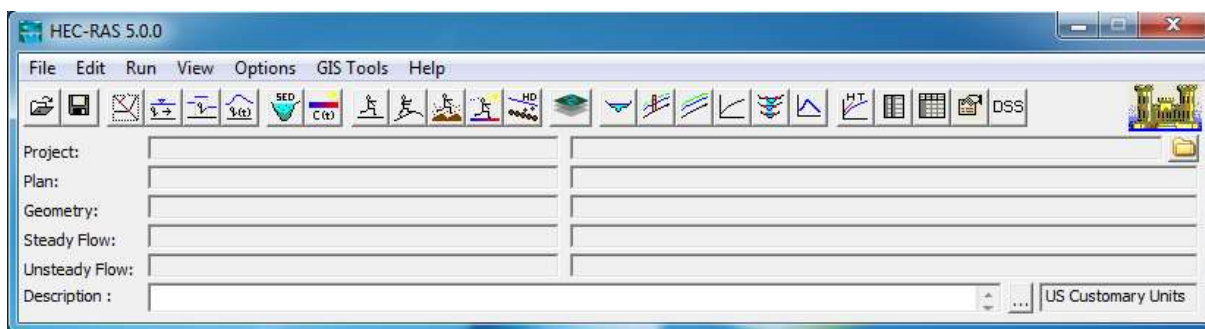 HEC-RAS 5.0.0
File Edit Run View Options GIS Tools Help
SED C(t) HD HT DSS
Project:
Plan:
Geometry:
Steady Flow:
Unsteady Flow:
Description : ... US Customary Units